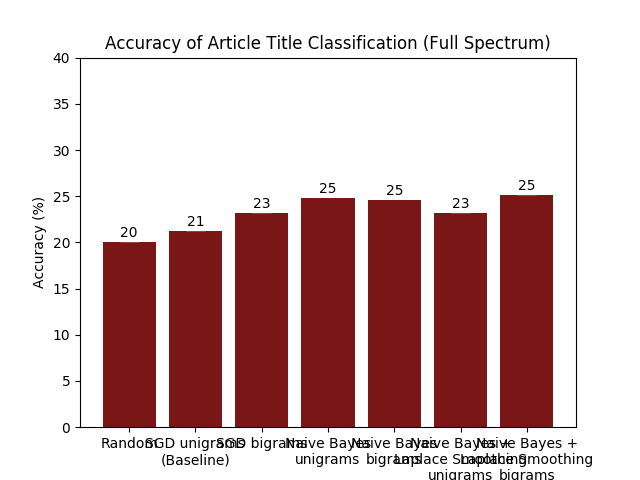 Accuracy of Article Title Classification (Full Spectrum)
40
35
30
25
20
15
10
5
0
Accuracy (%)
20
21
23
25
25
23
25
Random
SGD unigrams
(Baseline)
SGD bigrams
Naive Bayes
unigrams
Naive Bayes
bigrams
Naive Bayes +
Laplace Smoothing
unigrams
Naive Bayes +
Laplace Smoothing
bigrams